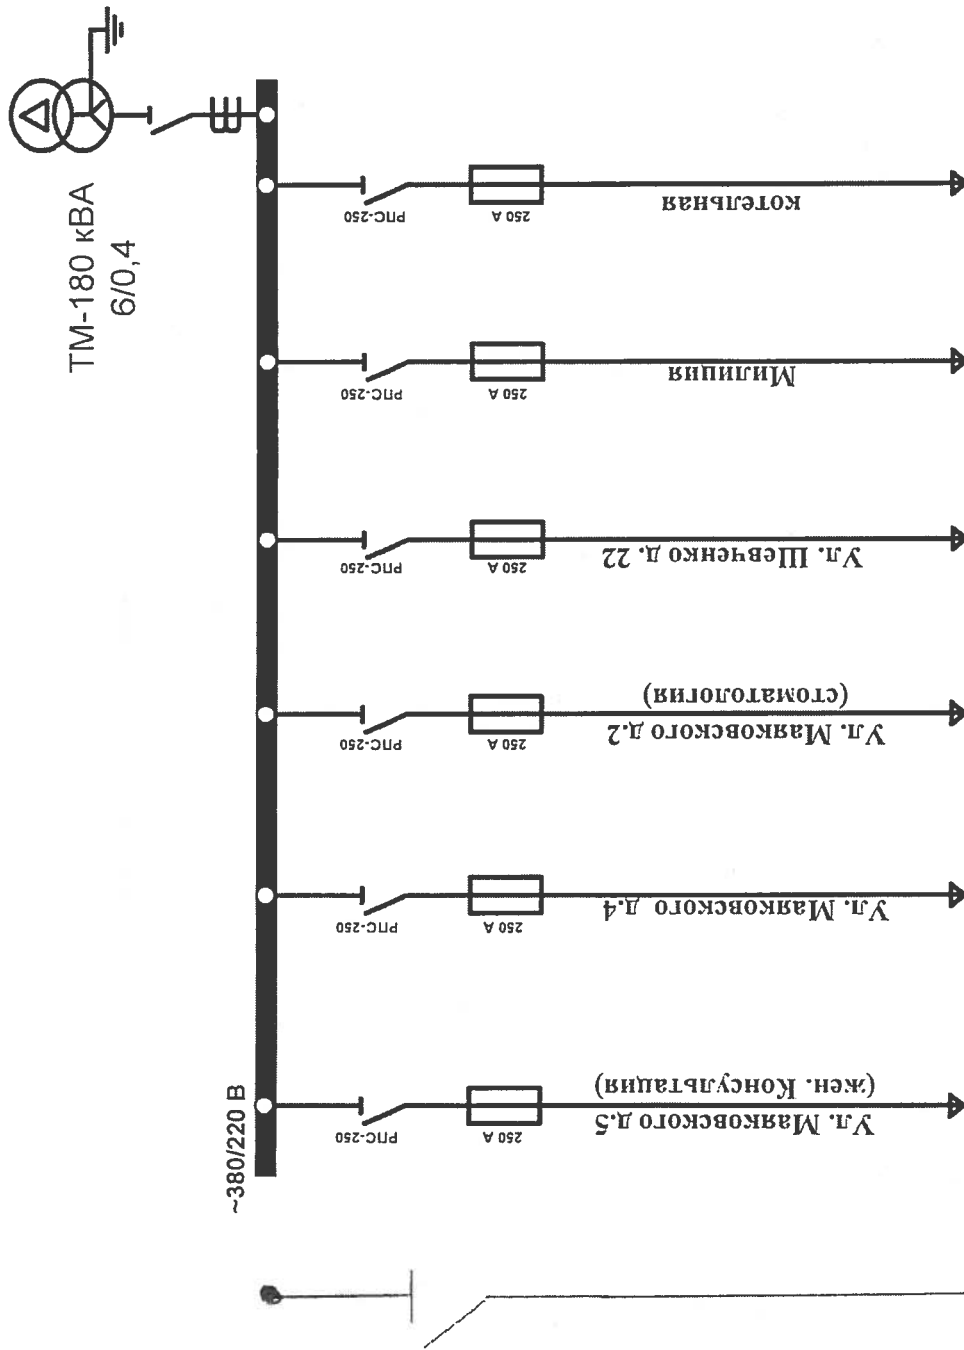 ТМ-180 кВА
6/0,4
~380/220 В
РПС-250
250 А
котельная
РПС-250
250 А
Милиция
РПС-250
250 А
Ул. Шевченко д. 22
РПС-250
250 А
Ул. Маяковского д.2
(стоматология)
РПС-250
250 А
Ул. Маяковского д.4
РПС-250
250 А
Ул. Маяковского д.5
(жен. Консультация)